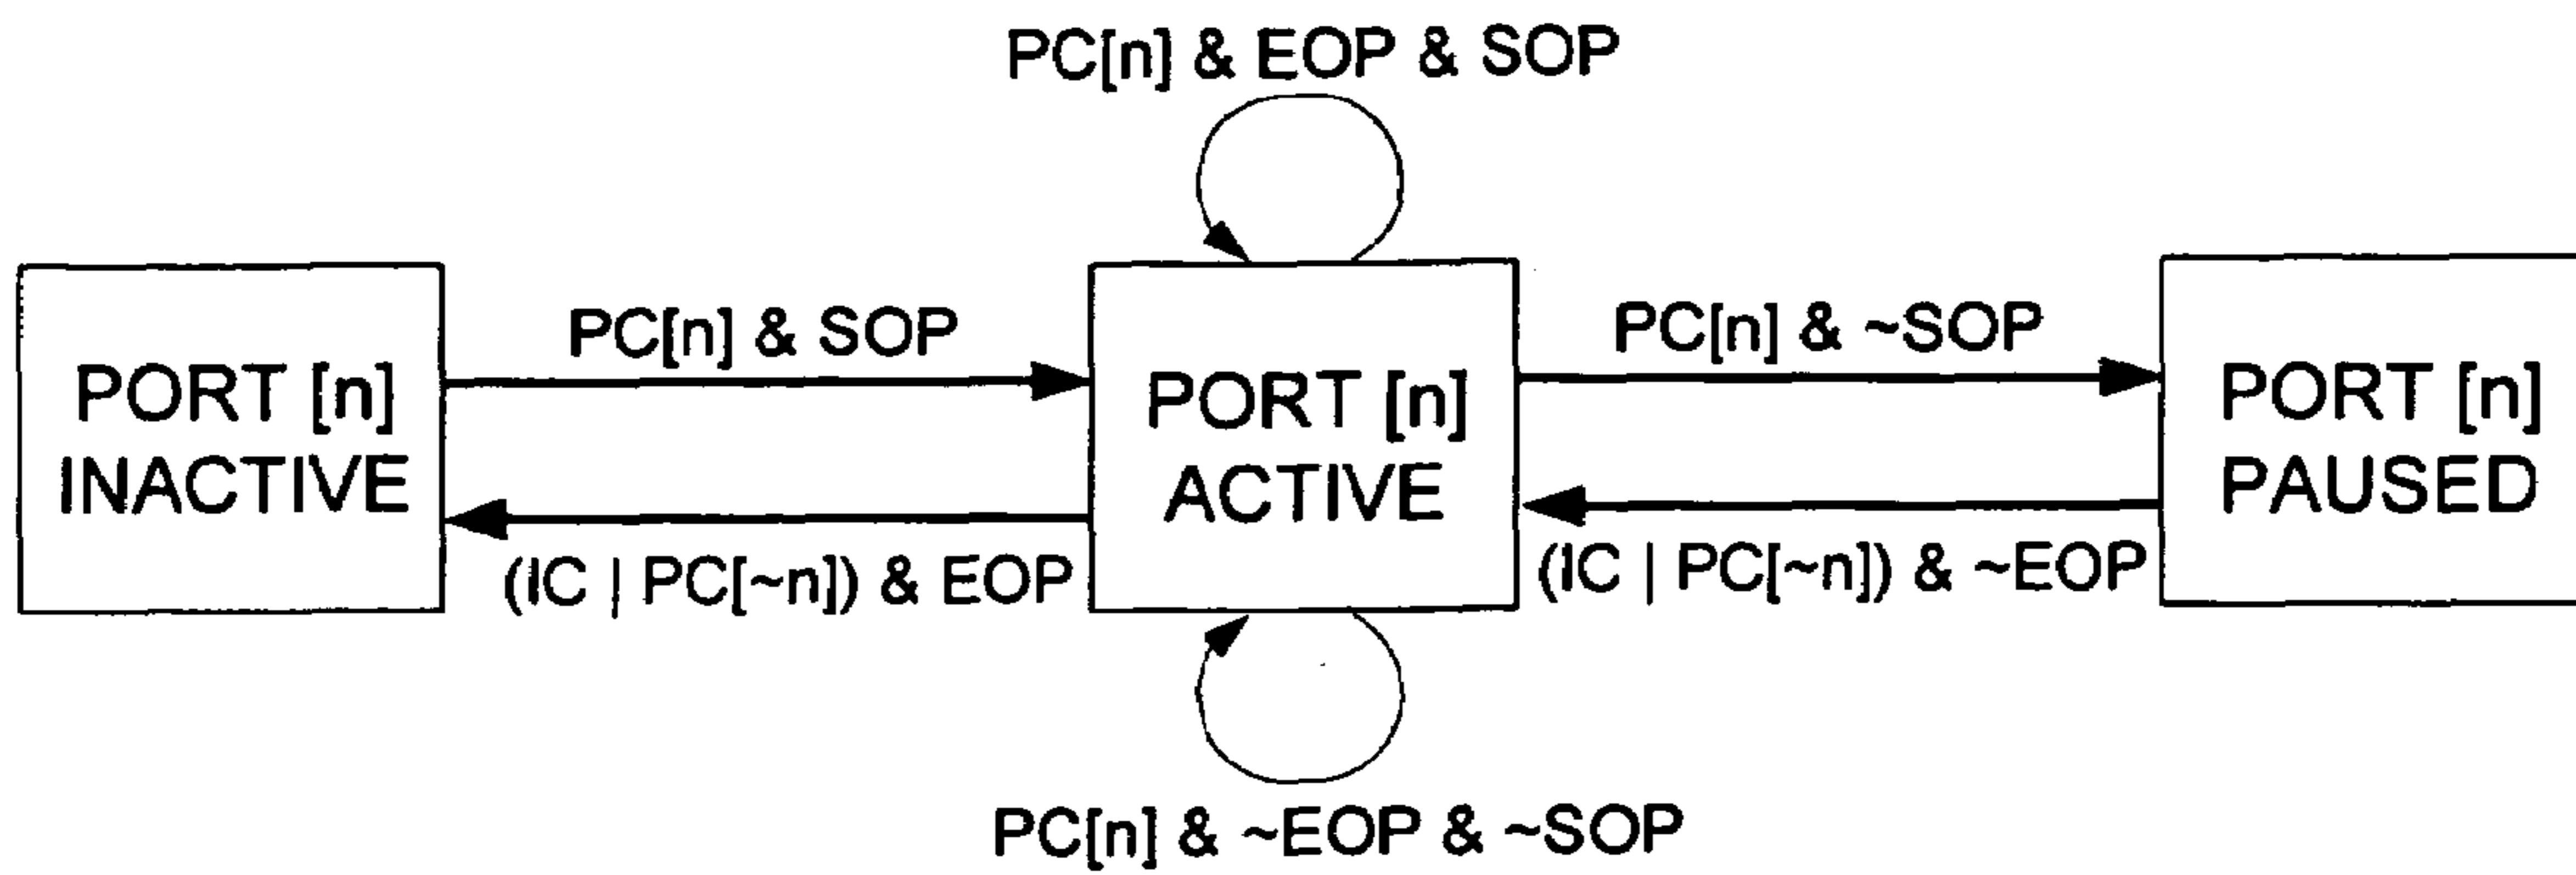 PC[n] & EOP & SOP
PORT [n]
INACTIVE
PC[n] & SOP
(IC | PC[~n]) & EOP
PORT [n]
ACTIVE
PC[n] & ~SOP
(IC | PC[~n]) & ~EOP
PORT [n]
PAUSED
PC[n] & ~EOP & ~SOP